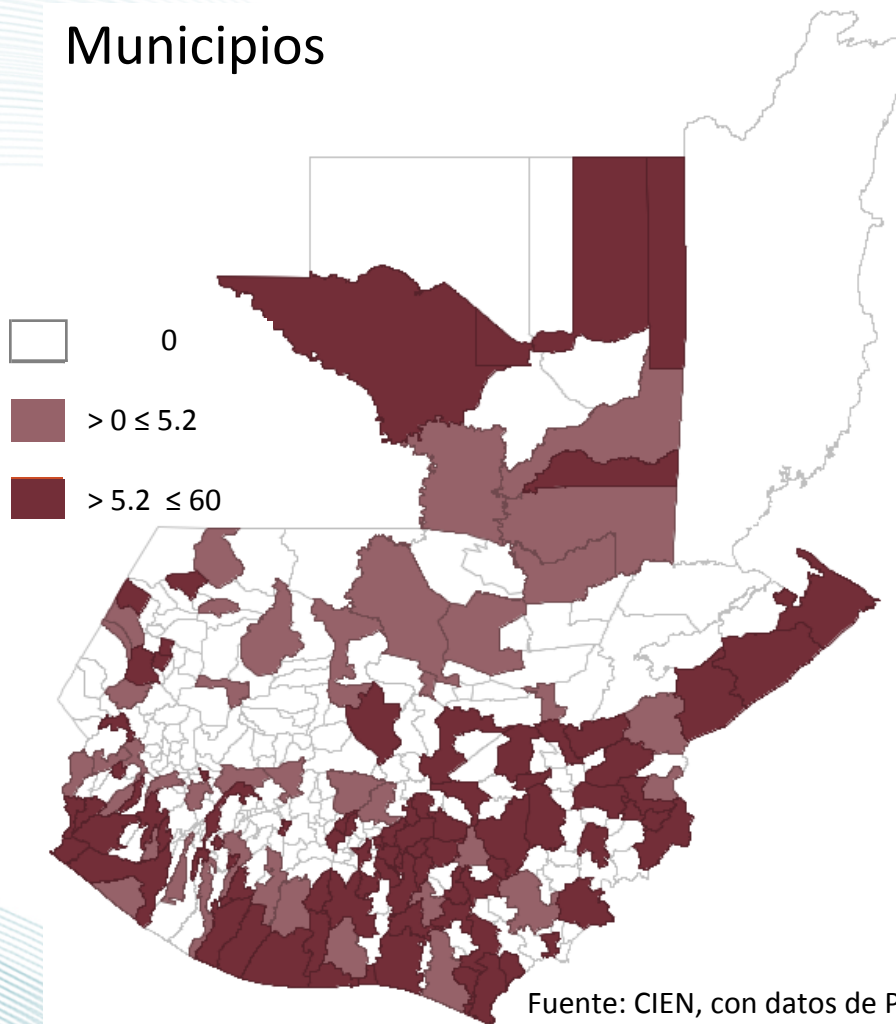 Municipios
0
> 0 ≤ 5.2
> 5.2 ≤ 60
Fuente: CIEN, con datos de P